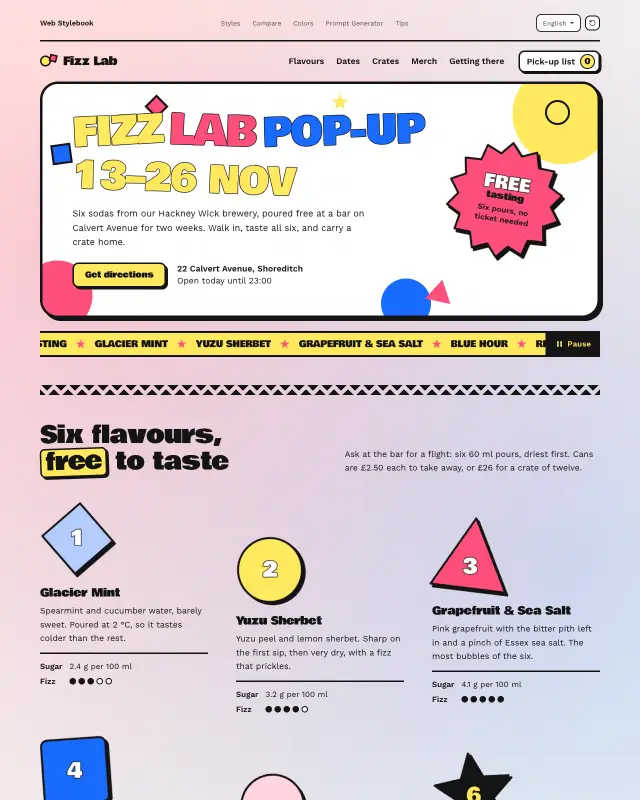 Web Stylebook
Styles Compare Colors Prompt Generator Tips
English
Fizz Lab
Flavours Dates Crates Merch Getting there
Pick-up list 0
FIZZ LAB POP-UP
13–26 NOV
Six sodas from our Hackney Wick brewery, poured free at a bar on
Calvert Avenue for two weeks. Walk in, taste all six, and carry a
crate home.
Get directions
22 Calvert Avenue, Shoreditch
Open today until 23:00
FREE
tasting
Six pours, no
ticket needed
STING ★ GLACIER MINT ★ YUZU SHERBET ★ GRAPEFRUIT & SEA SALT ★ BLUE HOUR ★
Pause
Six flavours,
free to taste
Ask at the bar for a flight: six 60 ml pours, driest first. Cans
are £2.50 each to take away, or £26 for a crate of twelve.
1
Glacier Mint
Spearmint and cucumber water, barely
sweet. Poured at 2 °C, so it tastes
colder than the rest.
Sugar 2.4 g per 100 ml
Fizz
2
Yuzu Sherbet
Yuzu peel and lemon sherbet. Sharp on
the first sip, then very dry, with a fizz
that prickles.
Sugar 3.2 g per 100 ml
Fizz
3
Grapefruit & Sea Salt
Pink grapefruit with the bitter pith left
in and a pinch of Essex sea salt. The
most bubbles of the six.
Sugar 4.1 g per 100 ml
Fizz
4
6